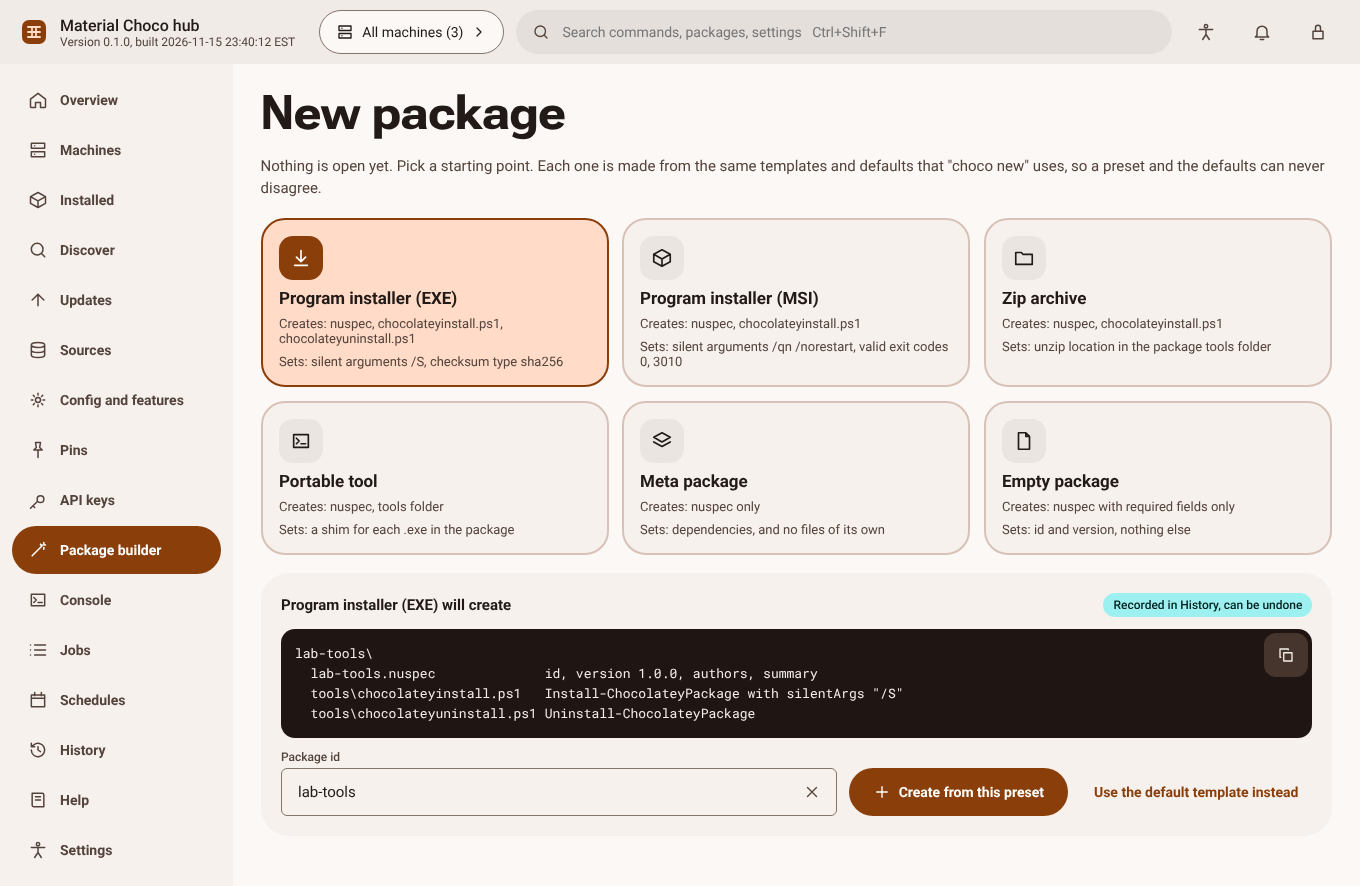 Material Choco hub
Version 0.1.0, built 2026-11-15 23:40:12 EST
All machines (3)
Search commands, packages, settings Ctrl+Shift+F
Overview
Machines
Installed
Discover
Updates
Sources
Config and features
Pins
API keys
Package builder
Console
Jobs
Schedules
History
Help
Settings
New package
Nothing is open yet. Pick a starting point. Each one is made from the same templates and defaults that "choco new" uses, so a preset and the defaults can never
disagree.
Program installer (EXE)
Creates: nuspec, chocolateyinstall.ps1,
chocolateyuninstall.ps1
Sets: silent arguments /S, checksum type sha256
Program installer (MSI)
Creates: nuspec, chocolateyinstall.ps1
Sets: silent arguments /qn /norestart, valid exit codes
0, 3010
Zip archive
Creates: nuspec, chocolateyinstall.ps1
Sets: unzip location in the package tools folder
Portable tool
Creates: nuspec, tools folder
Sets: a shim for each .exe in the package
Meta package
Creates: nuspec only
Sets: dependencies, and no files of its own
Empty package
Creates: nuspec with required fields only
Sets: id and version, nothing else
Program installer (EXE) will create
Recorded in History, can be undone
lab-tools\
lab-tools.nuspec id, version 1.0.0, authors, summary
tools\chocolateyinstall.ps1 Install-ChocolateyPackage with silentArgs "/S"
tools\chocolateyuninstall.ps1 Uninstall-ChocolateyPackage
Package id
lab-tools
Create from this preset
Use the default template instead